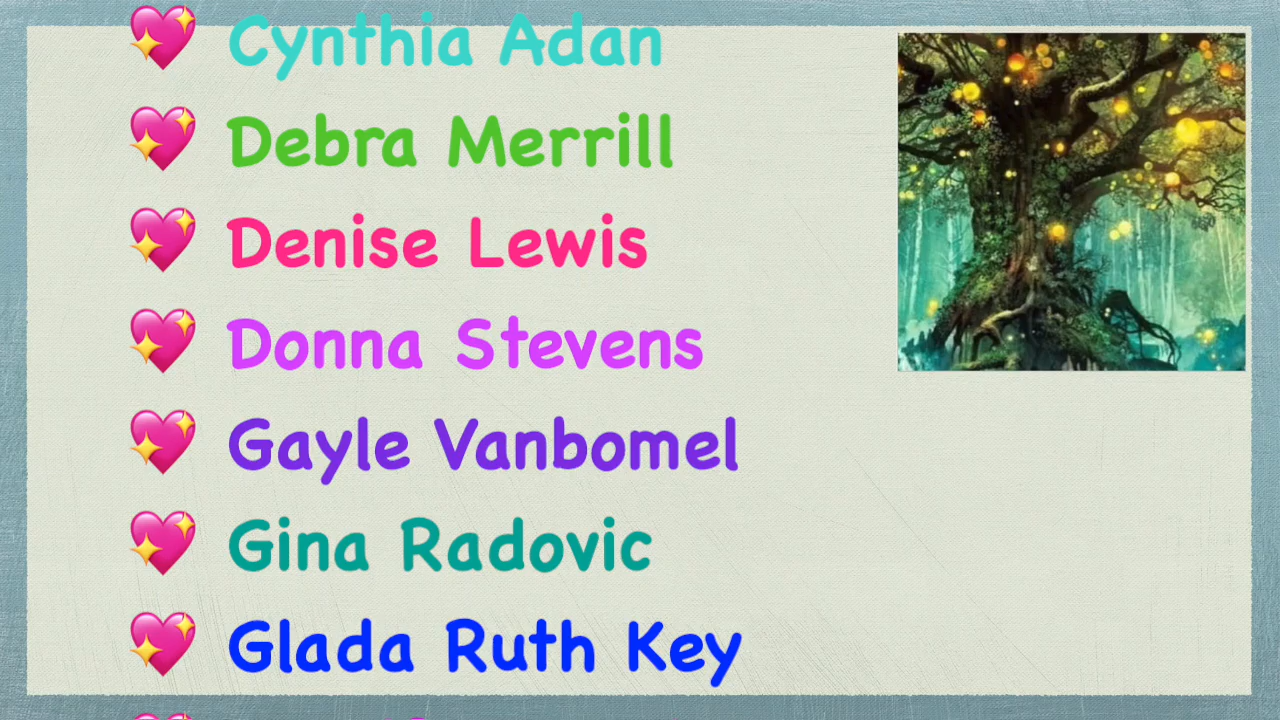 Cynthia Adan
Debra Merrill
Denise Lewis
Donna Stevens
Gayle Vanbomel
Gina Radovic
Glada Ruth Key